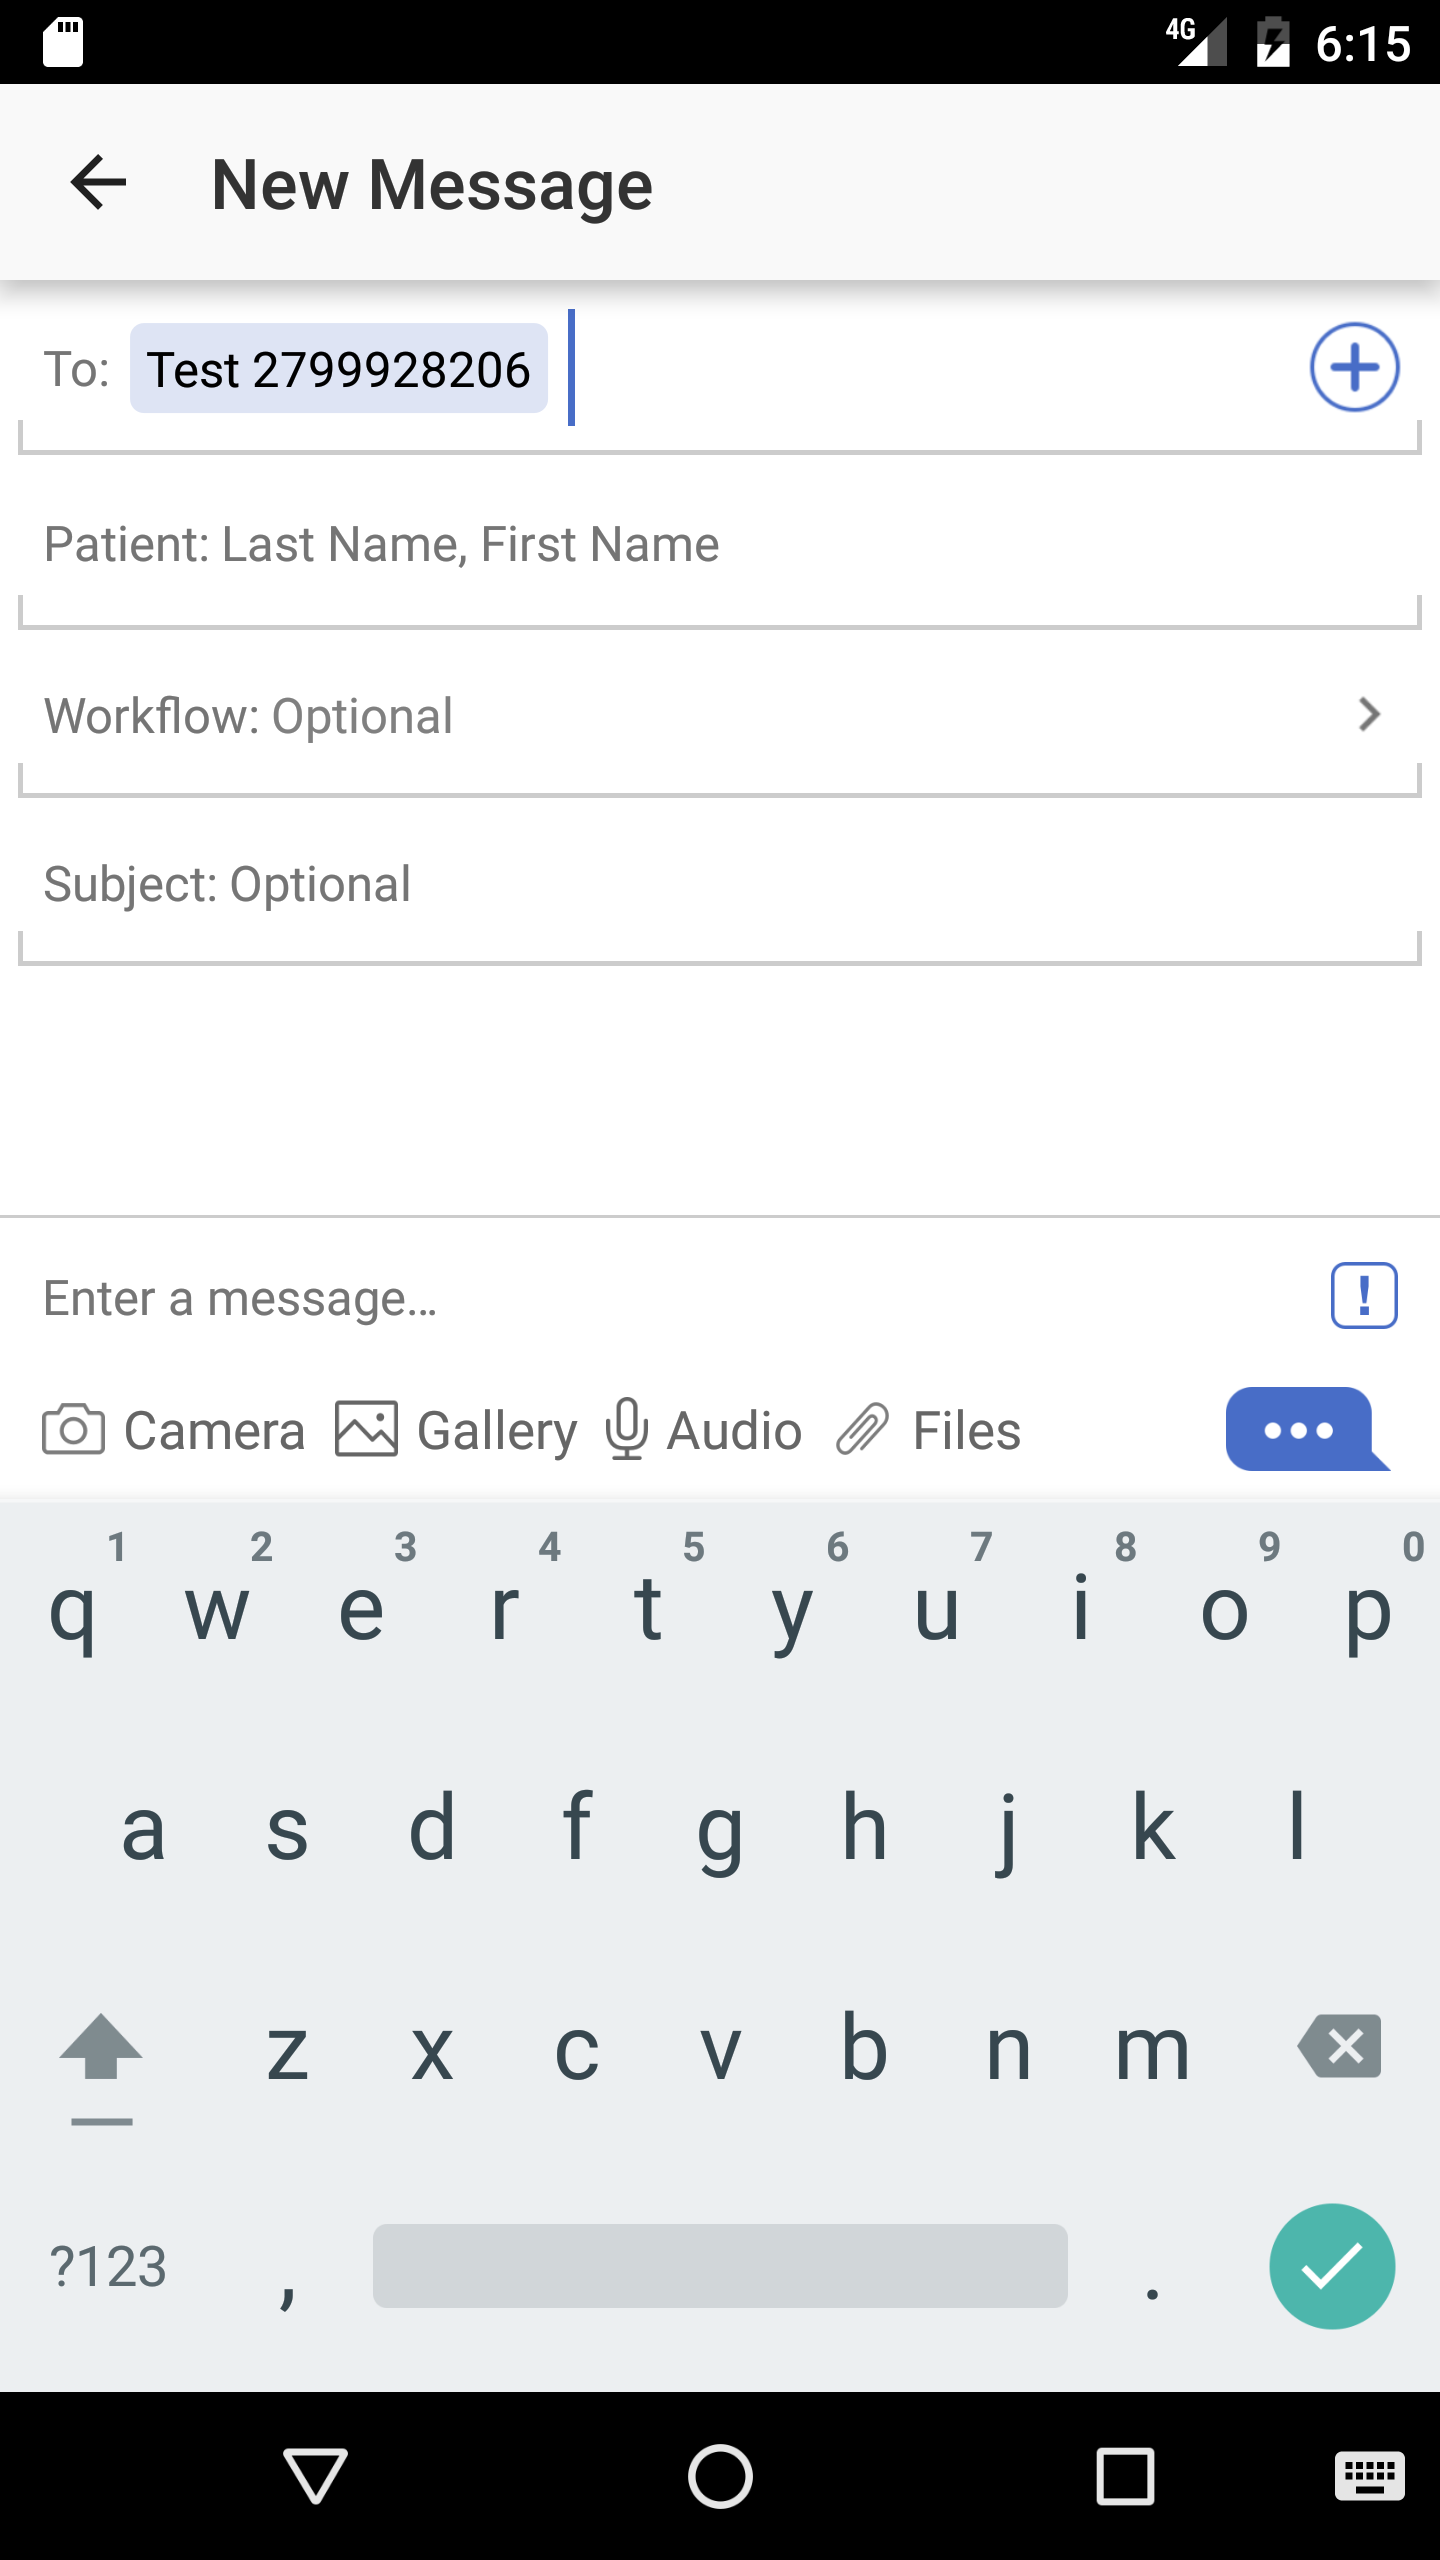 4G 6:15
New Message
To: Test 2799928206
Patient: Last Name, First Name
Workflow: Optional
Subject: Optional
Enter a message...
!
Camera Gallery Audio Files
1 2 3 4 5 6 7 8 9 0
q w e r t y u i o p
a s d f g h j k l
z x c v b n m
?123 , .